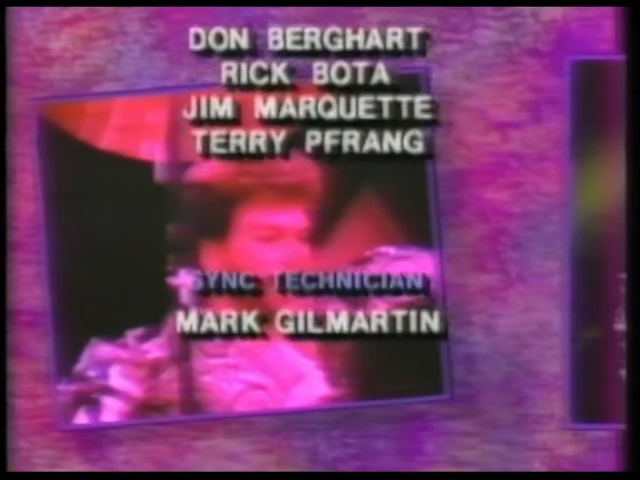 DON BERGHART
RICK BOTA
JIM MARQUETTE
TERRY PFRANG
SYNC TECHNICIAN
MARK GILMARTIN